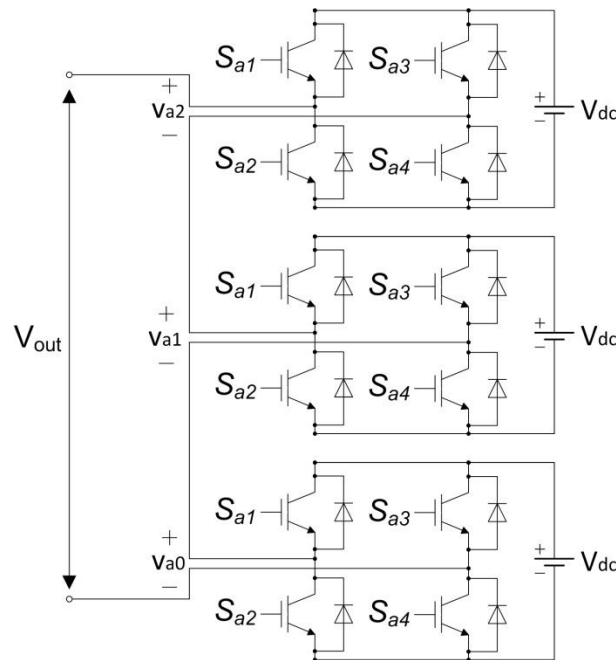 Sa1
Sa3
+
va2
−
+
−
Vdc
Sa2
Sa4
Sa1
Sa3
Vout
+
va1
−
+
−
Vdc
Sa2
Sa4
Sa1
Sa3
+
va0
−
+
−
Vdc
Sa2
Sa4